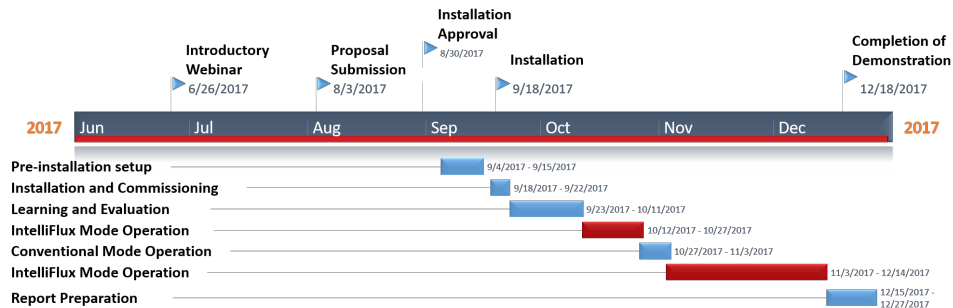 Installation
Approval
8/30/2017
Introductory
Webinar
6/26/2017
Proposal
Submission
8/3/2017
Installation
9/18/2017
Completion of
Demonstration
12/18/2017
2017 Jun Jul Aug Sep Oct Nov Dec 2017
Pre-installation setup 9/4/2017 - 9/15/2017
Installation and Commissioning 9/18/2017 - 9/22/2017
Learning and Evaluation 9/23/2017 - 10/11/2017
IntelliFlux Mode Operation 10/12/2017 - 10/27/2017
Conventional Mode Operation 10/27/2017 - 11/3/2017
IntelliFlux Mode Operation 11/3/2017 - 12/14/2017
Report Preparation 12/15/2017 -
12/27/2017